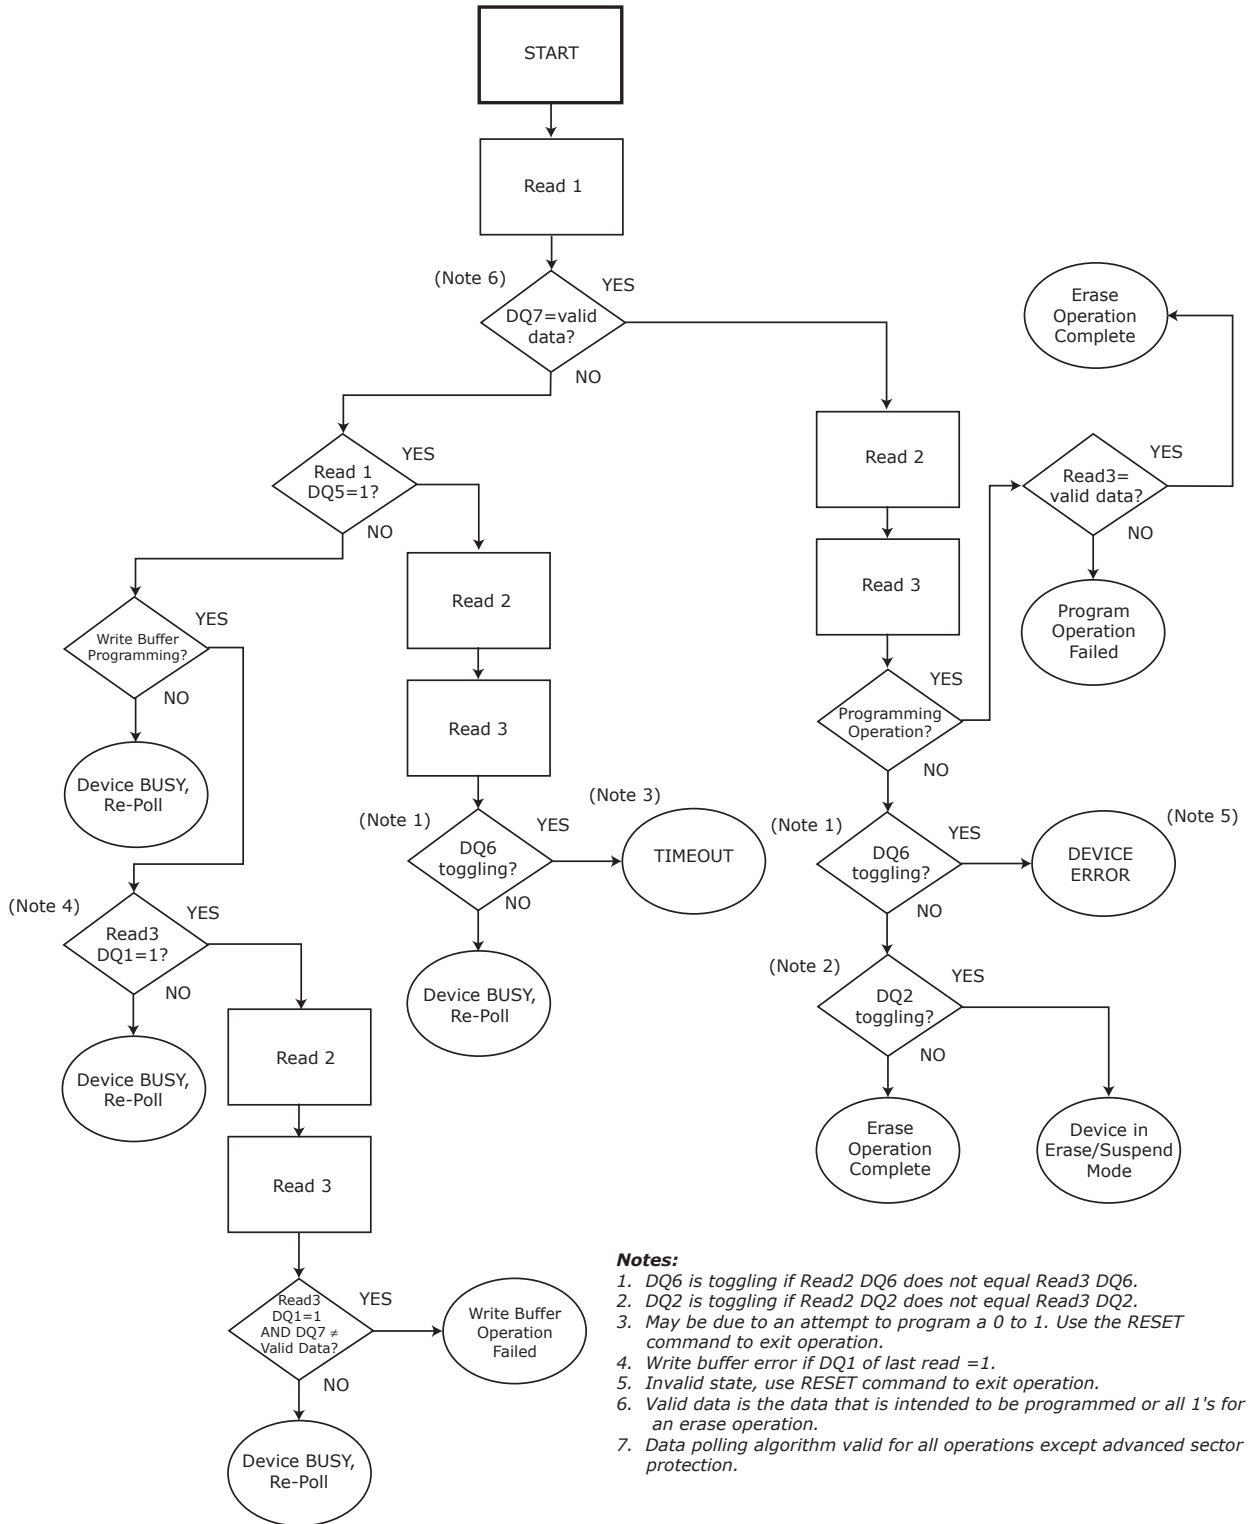 START
Read 1
(Note 6)
YES
DQ7=valid
data?
NO
Erase
Operation
Complete
Read 1
DQ5=1?
YES
NO
Read 2
Read3=
valid data?
YES
NO
Read 2
Read 3
Program
Operation
Failed
Write Buffer
Programming?
YES
NO
Device BUSY,
Re-Poll
Read 3
Programming
Operation?
YES
NO
(Note 1)
DQ6
toggling?
YES
NO
(Note 3)
TIMEOUT
(Note 1)
DQ6
toggling?
YES
NO
DEVICE
ERROR
(Note 5)
(Note 4)
Read3
DQ1=1?
YES
NO
Device BUSY,
Re-Poll
(Note 2)
DQ2
toggling?
YES
NO
Device BUSY,
Re-Poll
Read 2
Read 3
Erase
Operation
Complete
Device in
Erase/Suspend
Mode
Read3
DQ1=1
AND DQ7 ≠
Valid Data?
YES
NO
Write Buffer
Operation
Failed
Device BUSY,
Re-Poll
Notes:
1. DQ6 is toggling if Read2 DQ6 does not equal Read3 DQ6.
2. DQ2 is toggling if Read2 DQ2 does not equal Read3 DQ2.
3. May be due to an attempt to program a 0 to 1. Use the RESET
command to exit operation.
4. Write buffer error if DQ1 of last read =1.
5. Invalid state, use RESET command to exit operation.
6. Valid data is the data that is intended to be programmed or all 1's for
an erase operation.
7. Data polling algorithm valid for all operations except advanced sector
protection.